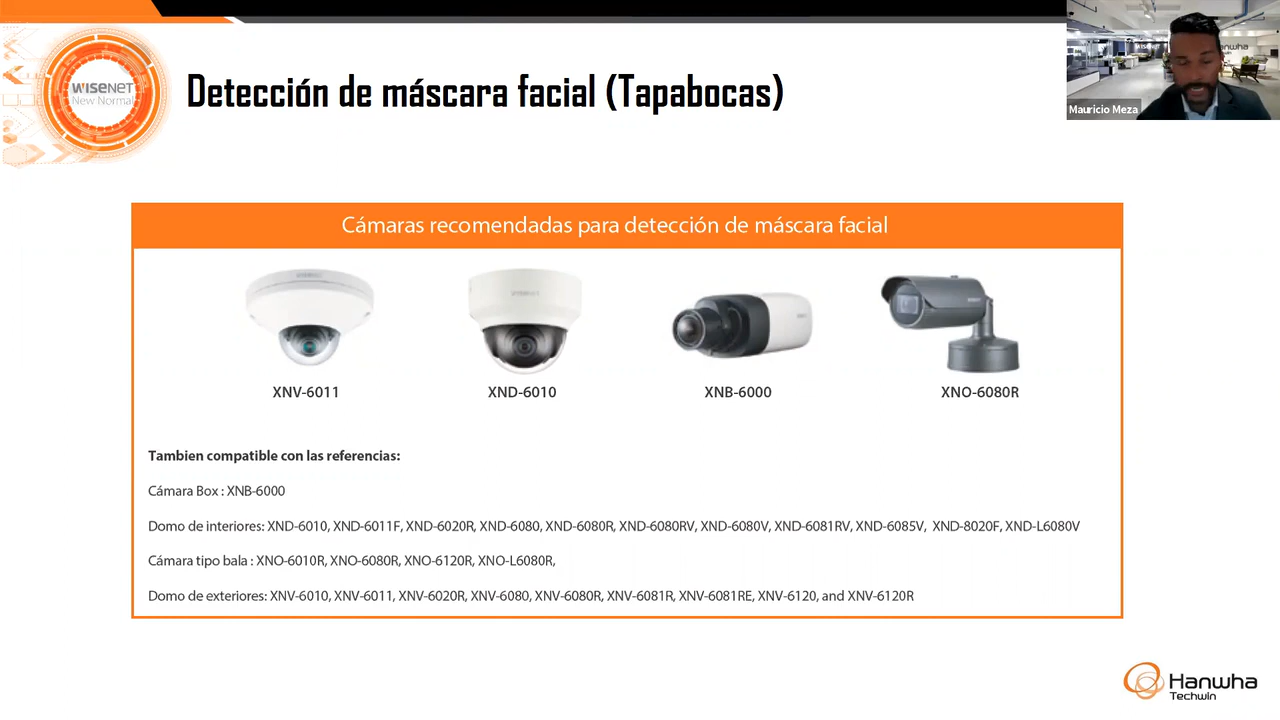 WISENET
New Normal
Detección de máscara facial (Tapabocas)
Mauricio Meza
Cámaras recomendadas para detección de máscara facial
XNV-6011
XND-6010
XNB-6000
XNO-6080R
Tambien compatible con las referencias:
Cámara Box : XNB-6000
Domo de interiores: XND-6010, XND-6011F, XND-6020R, XND-6080, XND-6080R, XND-6080RV, XND-6080V, XND-6081RV, XND-6085V, XND-8020F, XND-L6080V
Cámara tipo bala : XNO-6010R, XNO-6080R, XNO-6120R, XNO-L6080R,
Domo de exteriores: XNV-6010, XNV-6011, XNV-6020R, XNV-6080, XNV-6080R, XNV-6081R, XNV-6081RE, XNV-6120, and XNV-6120R
Hanwha
Techwin